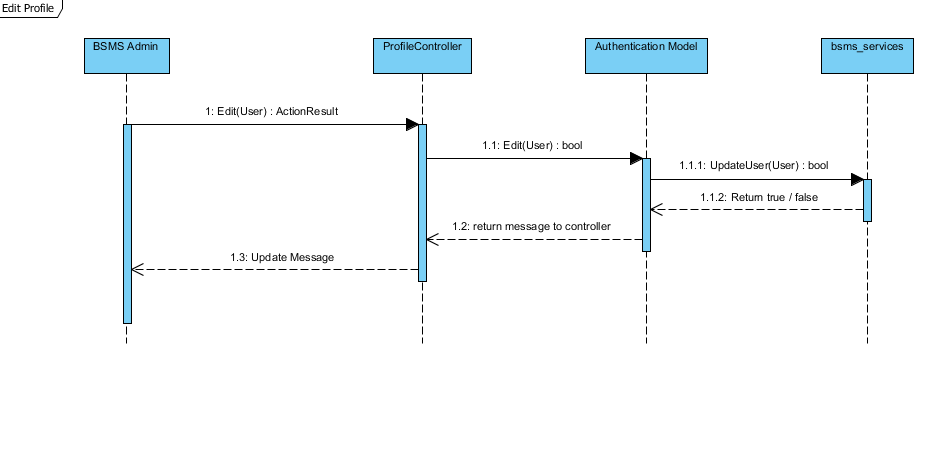 Edit Profile
BSMS Admin
ProfileController
Authentication Model
bsms_services
1: Edit(User) : ActionResult
1.1: Edit(User) : bool
1.1.1: UpdateUser(User) : bool
1.1.2: Return true / false
1.2: return message to controller
1.3: Update Message